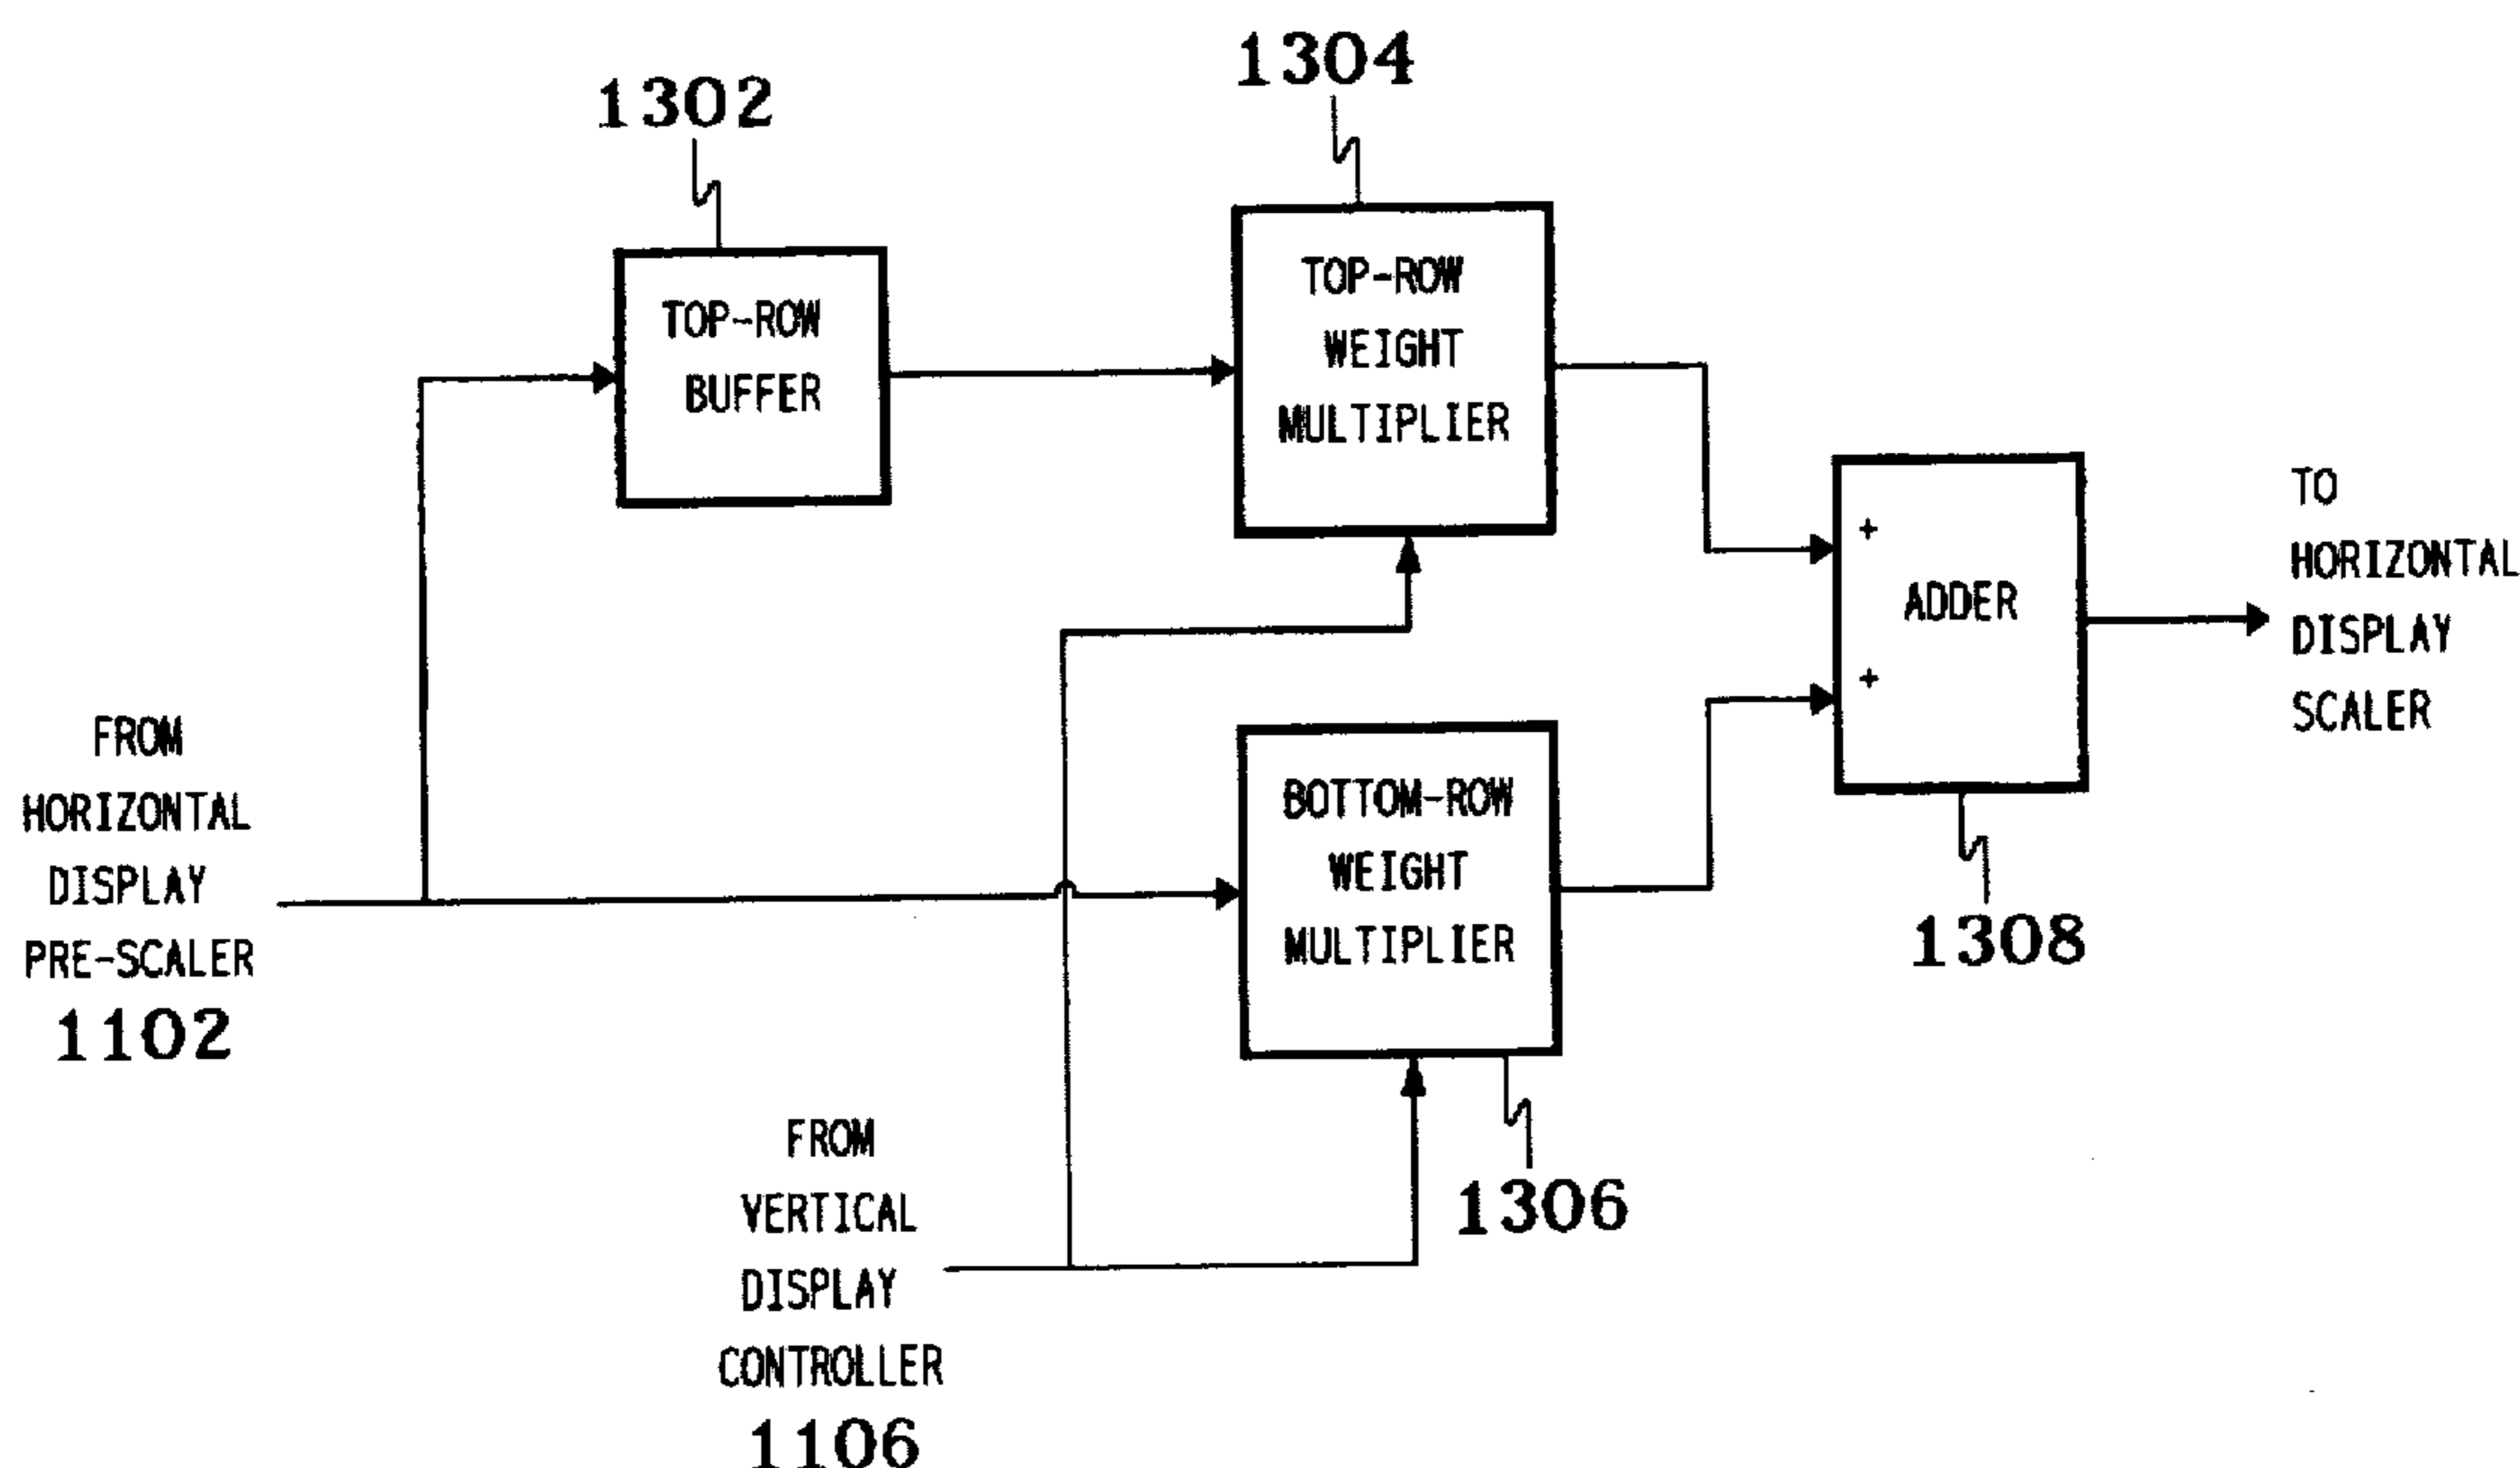 1304
1302
TOP-ROW
WEIGHT
MULTIPLIER
TOP-ROW
BUFFER
+
ADDER
+
TO
HORIZONTAL
DISPLAY
SCALER
FROM
HORIZONTAL
DISPLAY
PRE-SCALER
1102
BOTTOM-ROW
WEIGHT
MULTIPLIER
1308
1306
FROM
VERTICAL
DISPLAY
CONTROLLER
1106